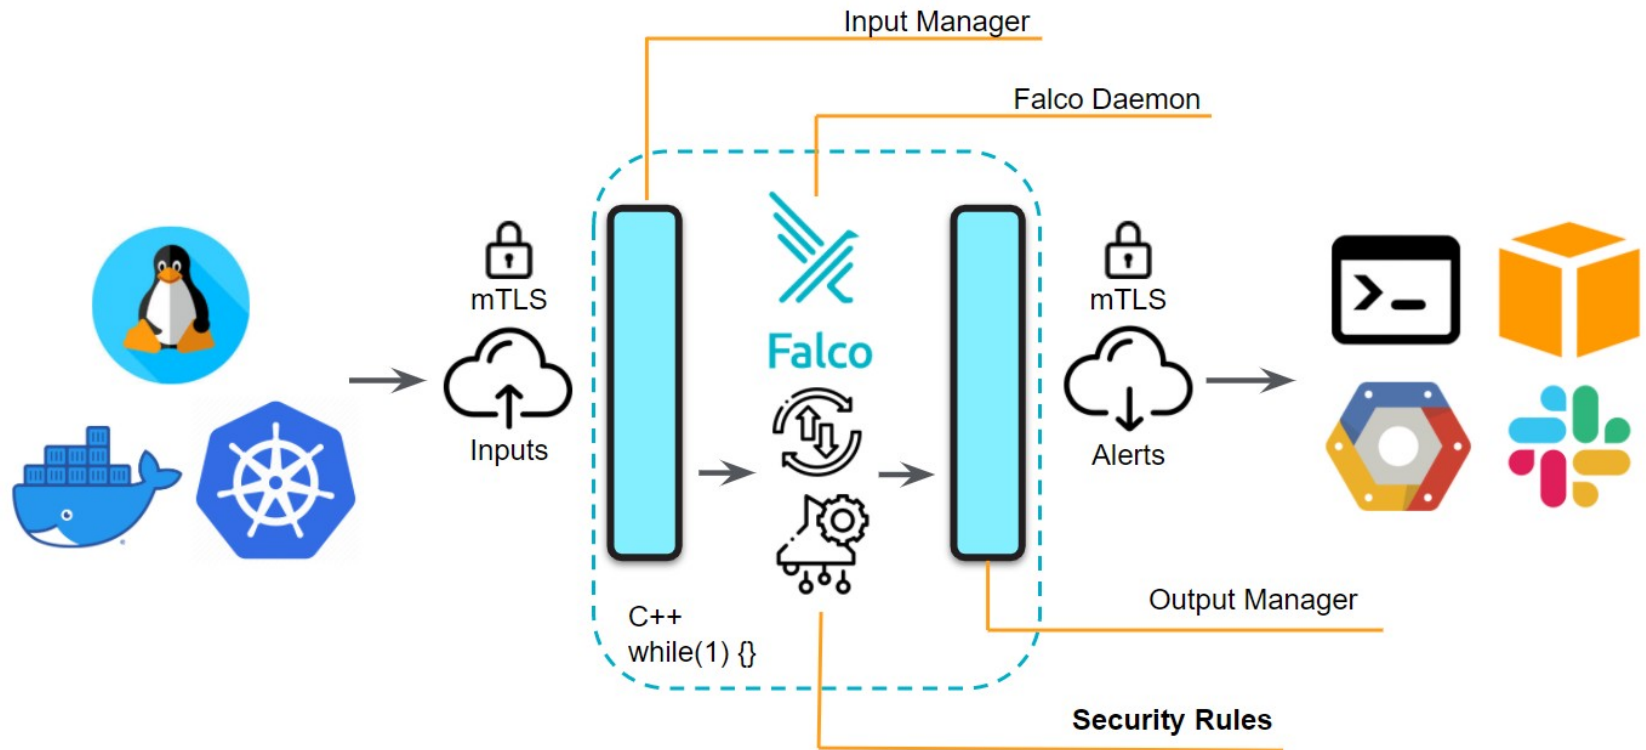 Input Manager
Falco Daemon
mTLS
Inputs
Falco
C++
while(1) {}
mTLS
Alerts
>_
Output Manager
Security Rules